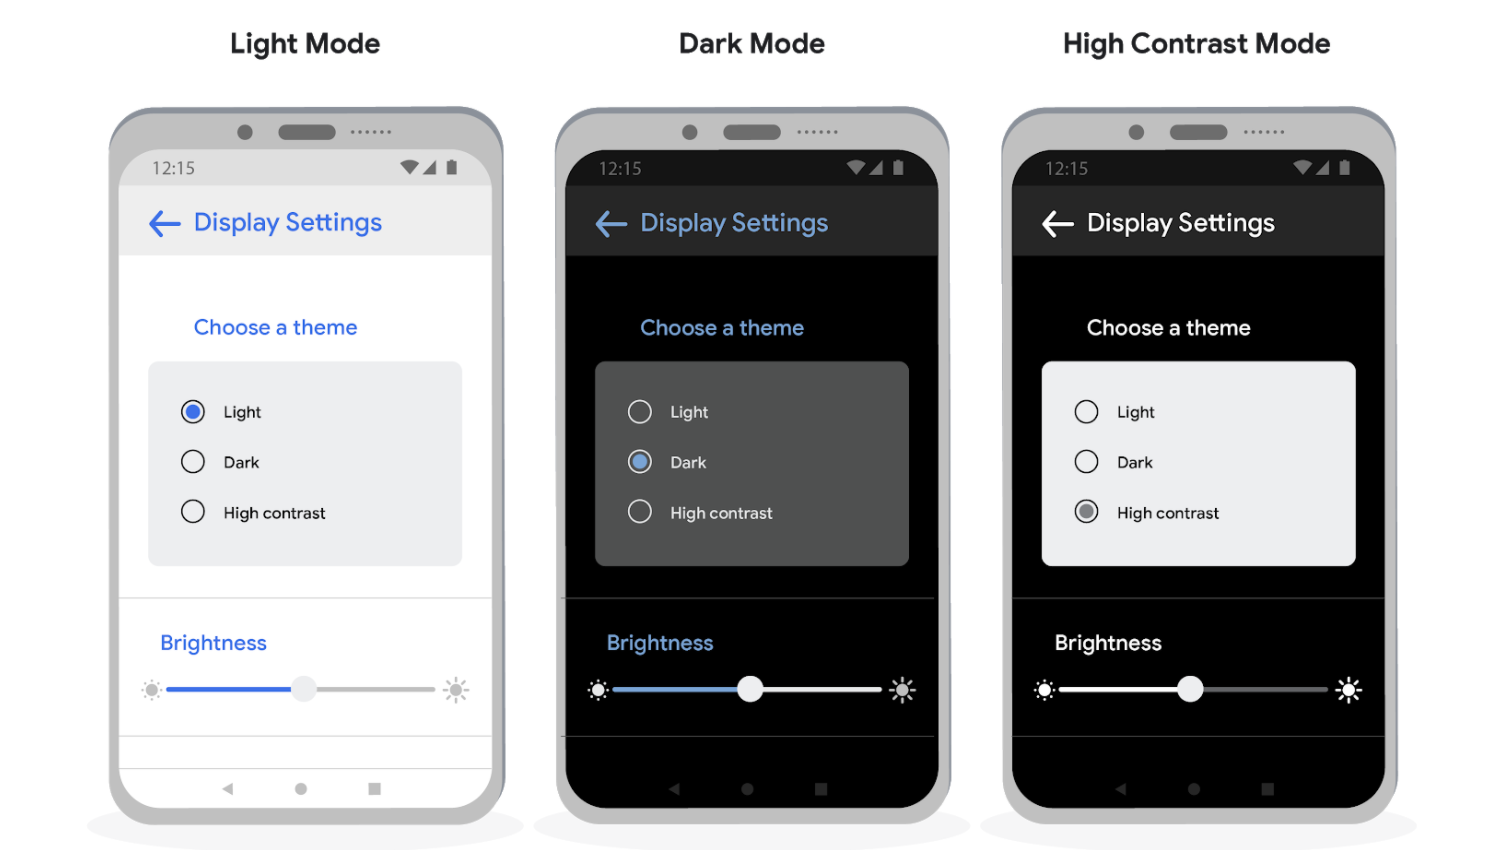 Light Mode
12:15
Display Settings
Choose a theme
Light
Dark
High contrast
Brightness
Dark Mode
12:15
Display Settings
Choose a theme
Light
Dark
High contrast
Brightness
High Contrast Mode
12:15
Display Settings
Choose a theme
Light
Dark
High contrast
Brightness